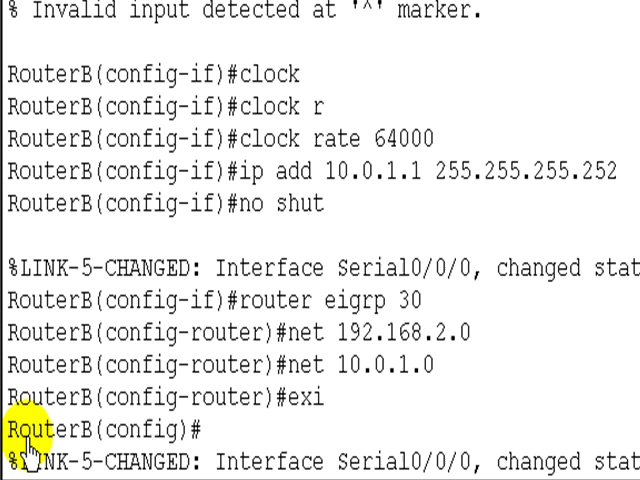 % Invalid input detected at '^' marker.
RouterB(config-if)#clock
RouterB(config-if)#clock r
RouterB(config-if)#clock rate 64000
RouterB(config-if)#ip add 10.0.1.1 255.255.255.252
RouterB(config-if)#no shut
%LINK-5-CHANGED: Interface Serial0/0/0, changed stat
RouterB(config-if)#router eigrp 30
RouterB(config-router)#net 192.168.2.0
RouterB(config-router)#net 10.0.1.0
RouterB(config-router)#exi
RouterB(config)#
%LINK-5-CHANGED: Interface Serial0/0/0, changed stat